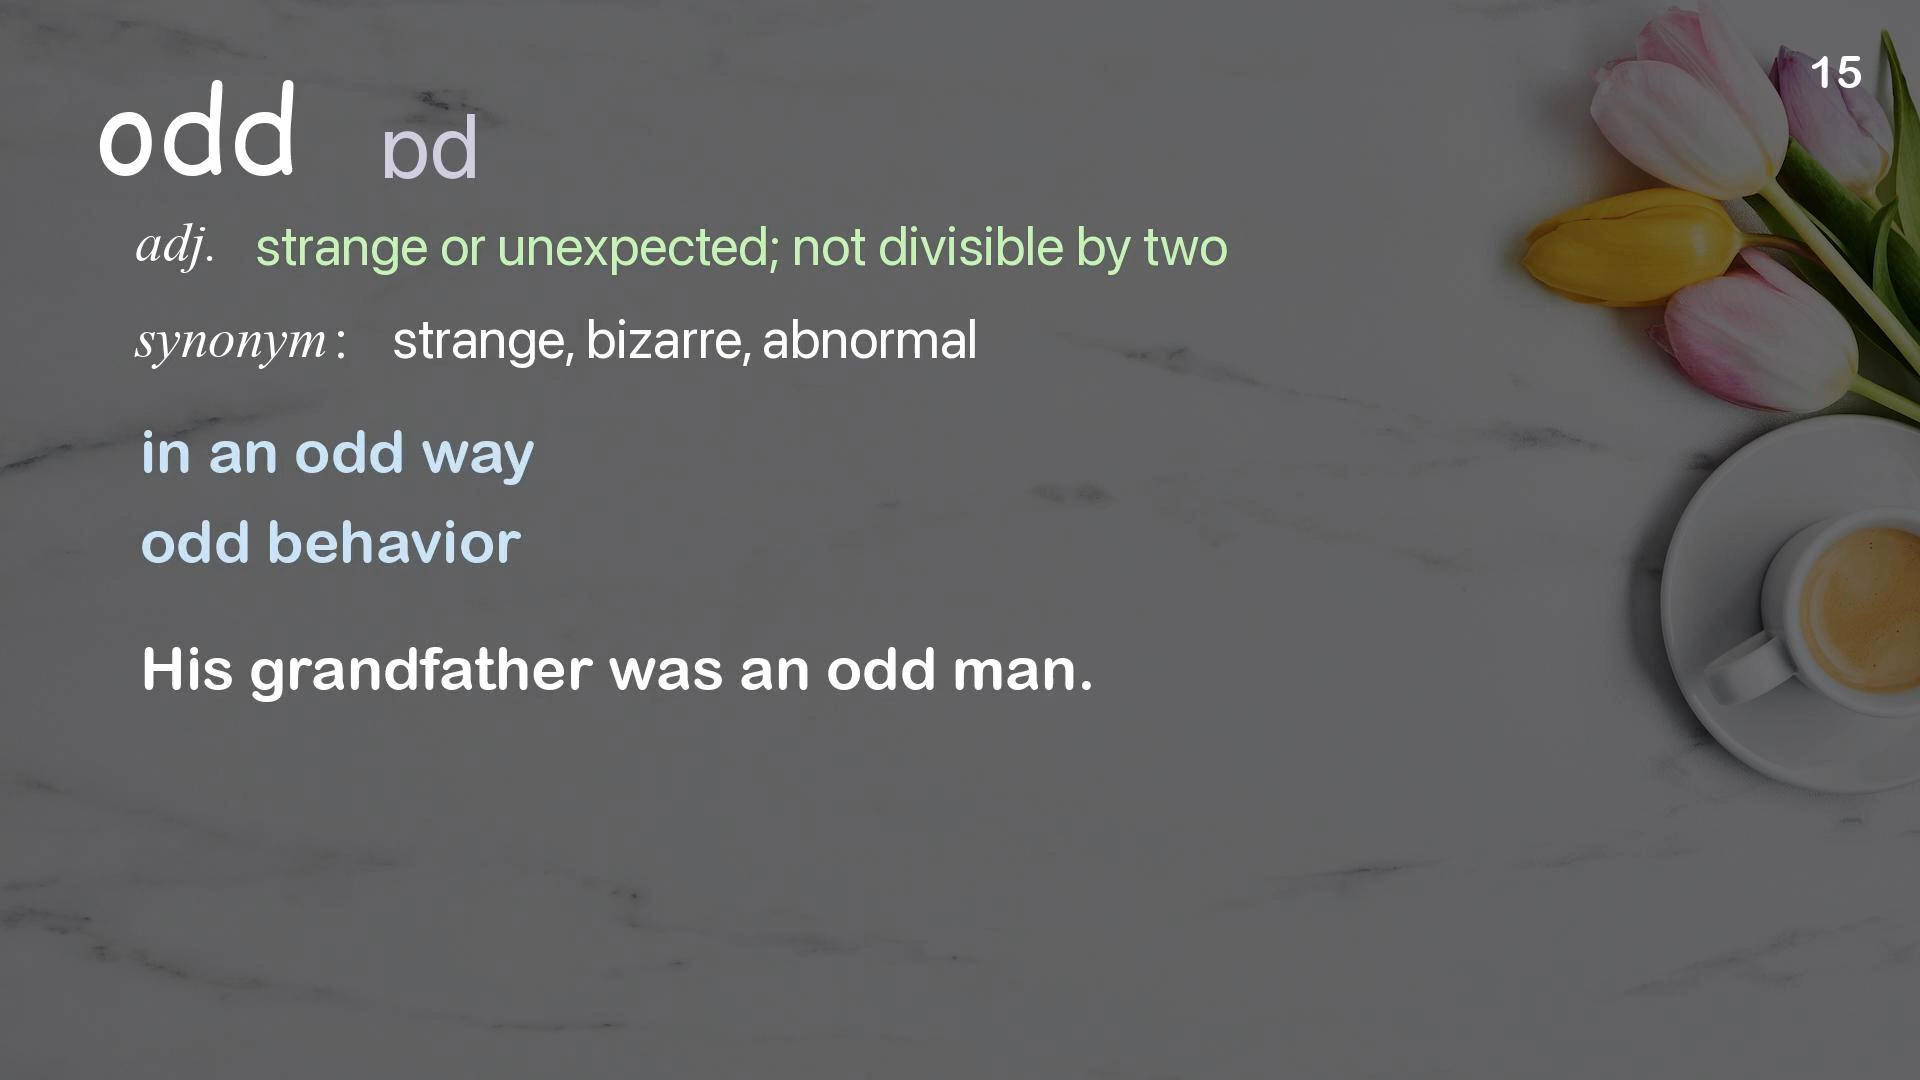 15
odd ɒd
adj. strange or unexpected; not divisible by two
synonym: strange, bizarre, abnormal
in an odd way
odd behavior
His grandfather was an odd man.